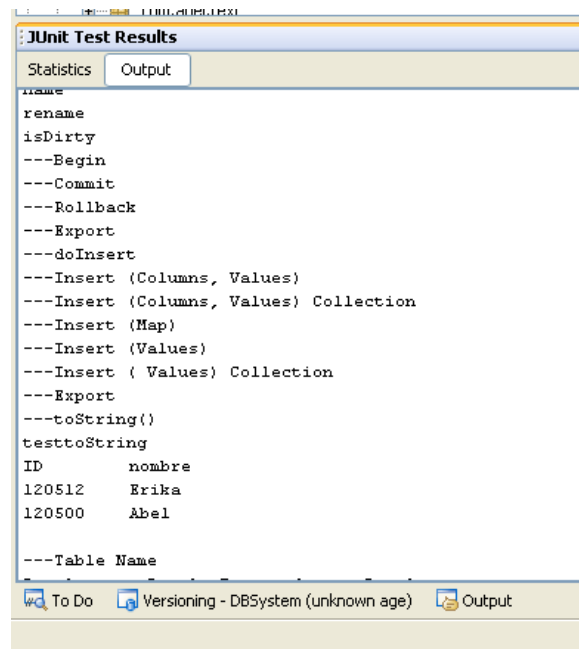 JUnit Test Results
Statistics Output
name
rename
isDirty
---Begin
---Commit
---Rollback
---Export
---doInsert
---Insert (Columns, Values)
---Insert (Columns, Values) Collection
---Insert (Map)
---Insert (Values)
---Insert ( Values) Collection
---Export
---toString()
testtoString
ID nombre
120512 Erika
120500 Abel
---Table Name
To Do Versioning - DBSystem (unknown age) Output